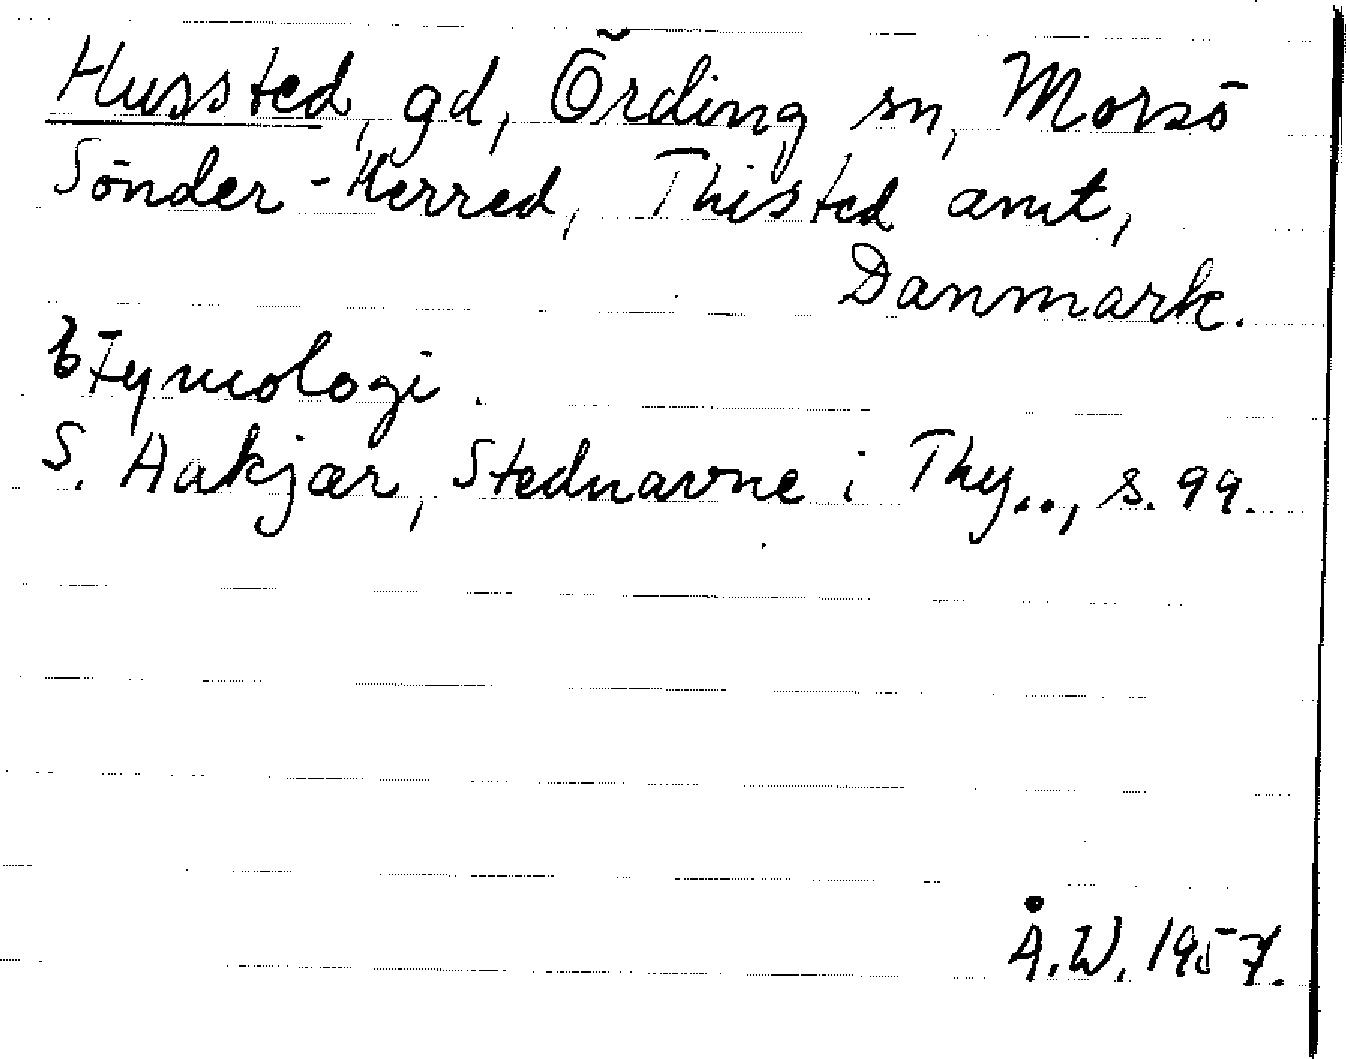 Hussted, gd, Örding sn, Morsö
Sönder-Herred, Thisted amt,
Danmark.
Etymologi.
S. Aakjær, Stednavne i Thy.., s. 99.
Å.W. 1957.